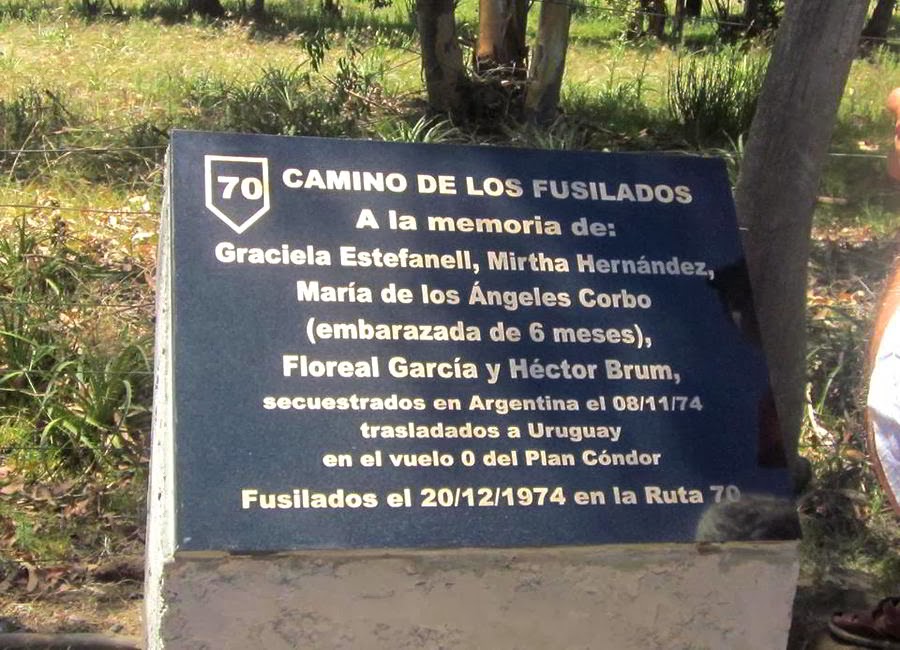 70
CAMINO DE LOS FUSILADOS
A la memoria de:
Graciela Estefanell, Mirtha Hernández,
María de los Ángeles Corbo
(embarazada de 6 meses),
Floreal García y Héctor Brum,
secuestrados en Argentina el 08/11/74
trasladados a Uruguay
en el vuelo 0 del Plan Cóndor
Fusilados el 20/12/1974 en la Ruta 70